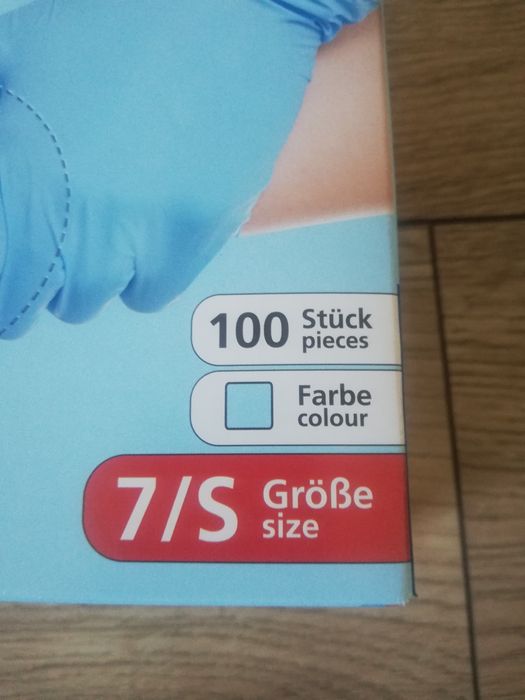 100 Stück
pieces
Farbe
colour
7/S Größe
size